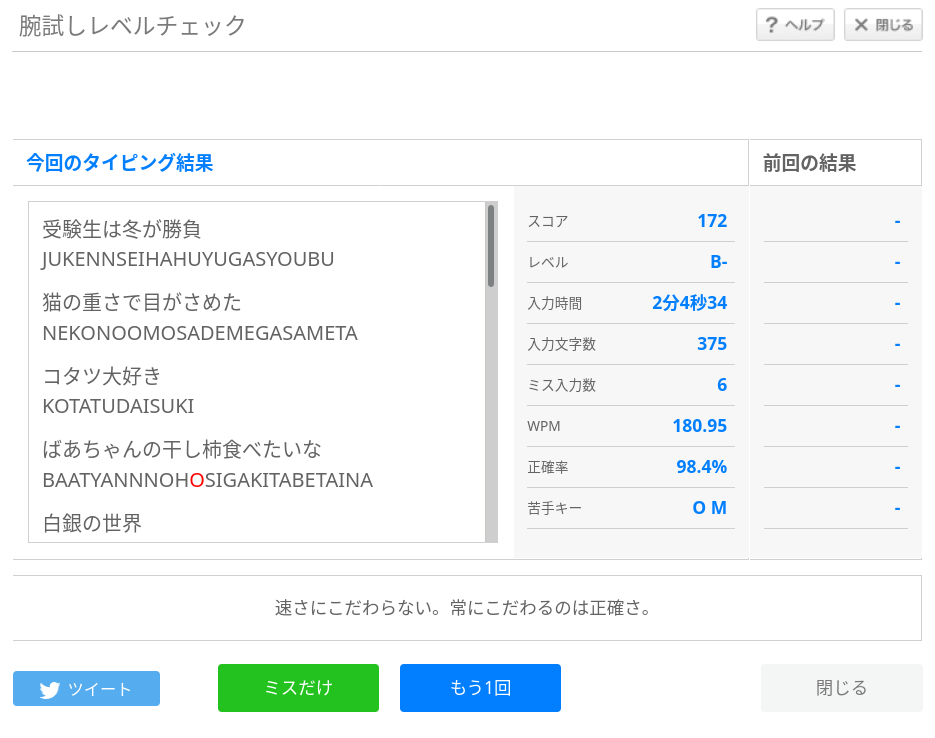 腕試しレベルチェック
? ヘルプ
× 閉じる
今回のタイピング結果
前回の結果
受験生は冬が勝負
JUKENNSEIHAHUYUGASYOUBU
猫の重さで目がさめた
NEKONOOMOSADEMEGASAMETA
コタツ大好き
KOTATUDAISUKI
ばあちゃんの干し柿食べたいな
BAATYANNNOHOSIGAKITABETAINA
白銀の世界
スコア 172 -
レベル B- -
入力時間 2分4秒34 -
入力文字数 375 -
ミス入力数 6 -
WPM 180.95 -
正確率 98.4% -
苦手キー O M -
速さにこだわらない。常にこだわるのは正確さ。
ツイート
ミスだけ
もう1回
閉じる